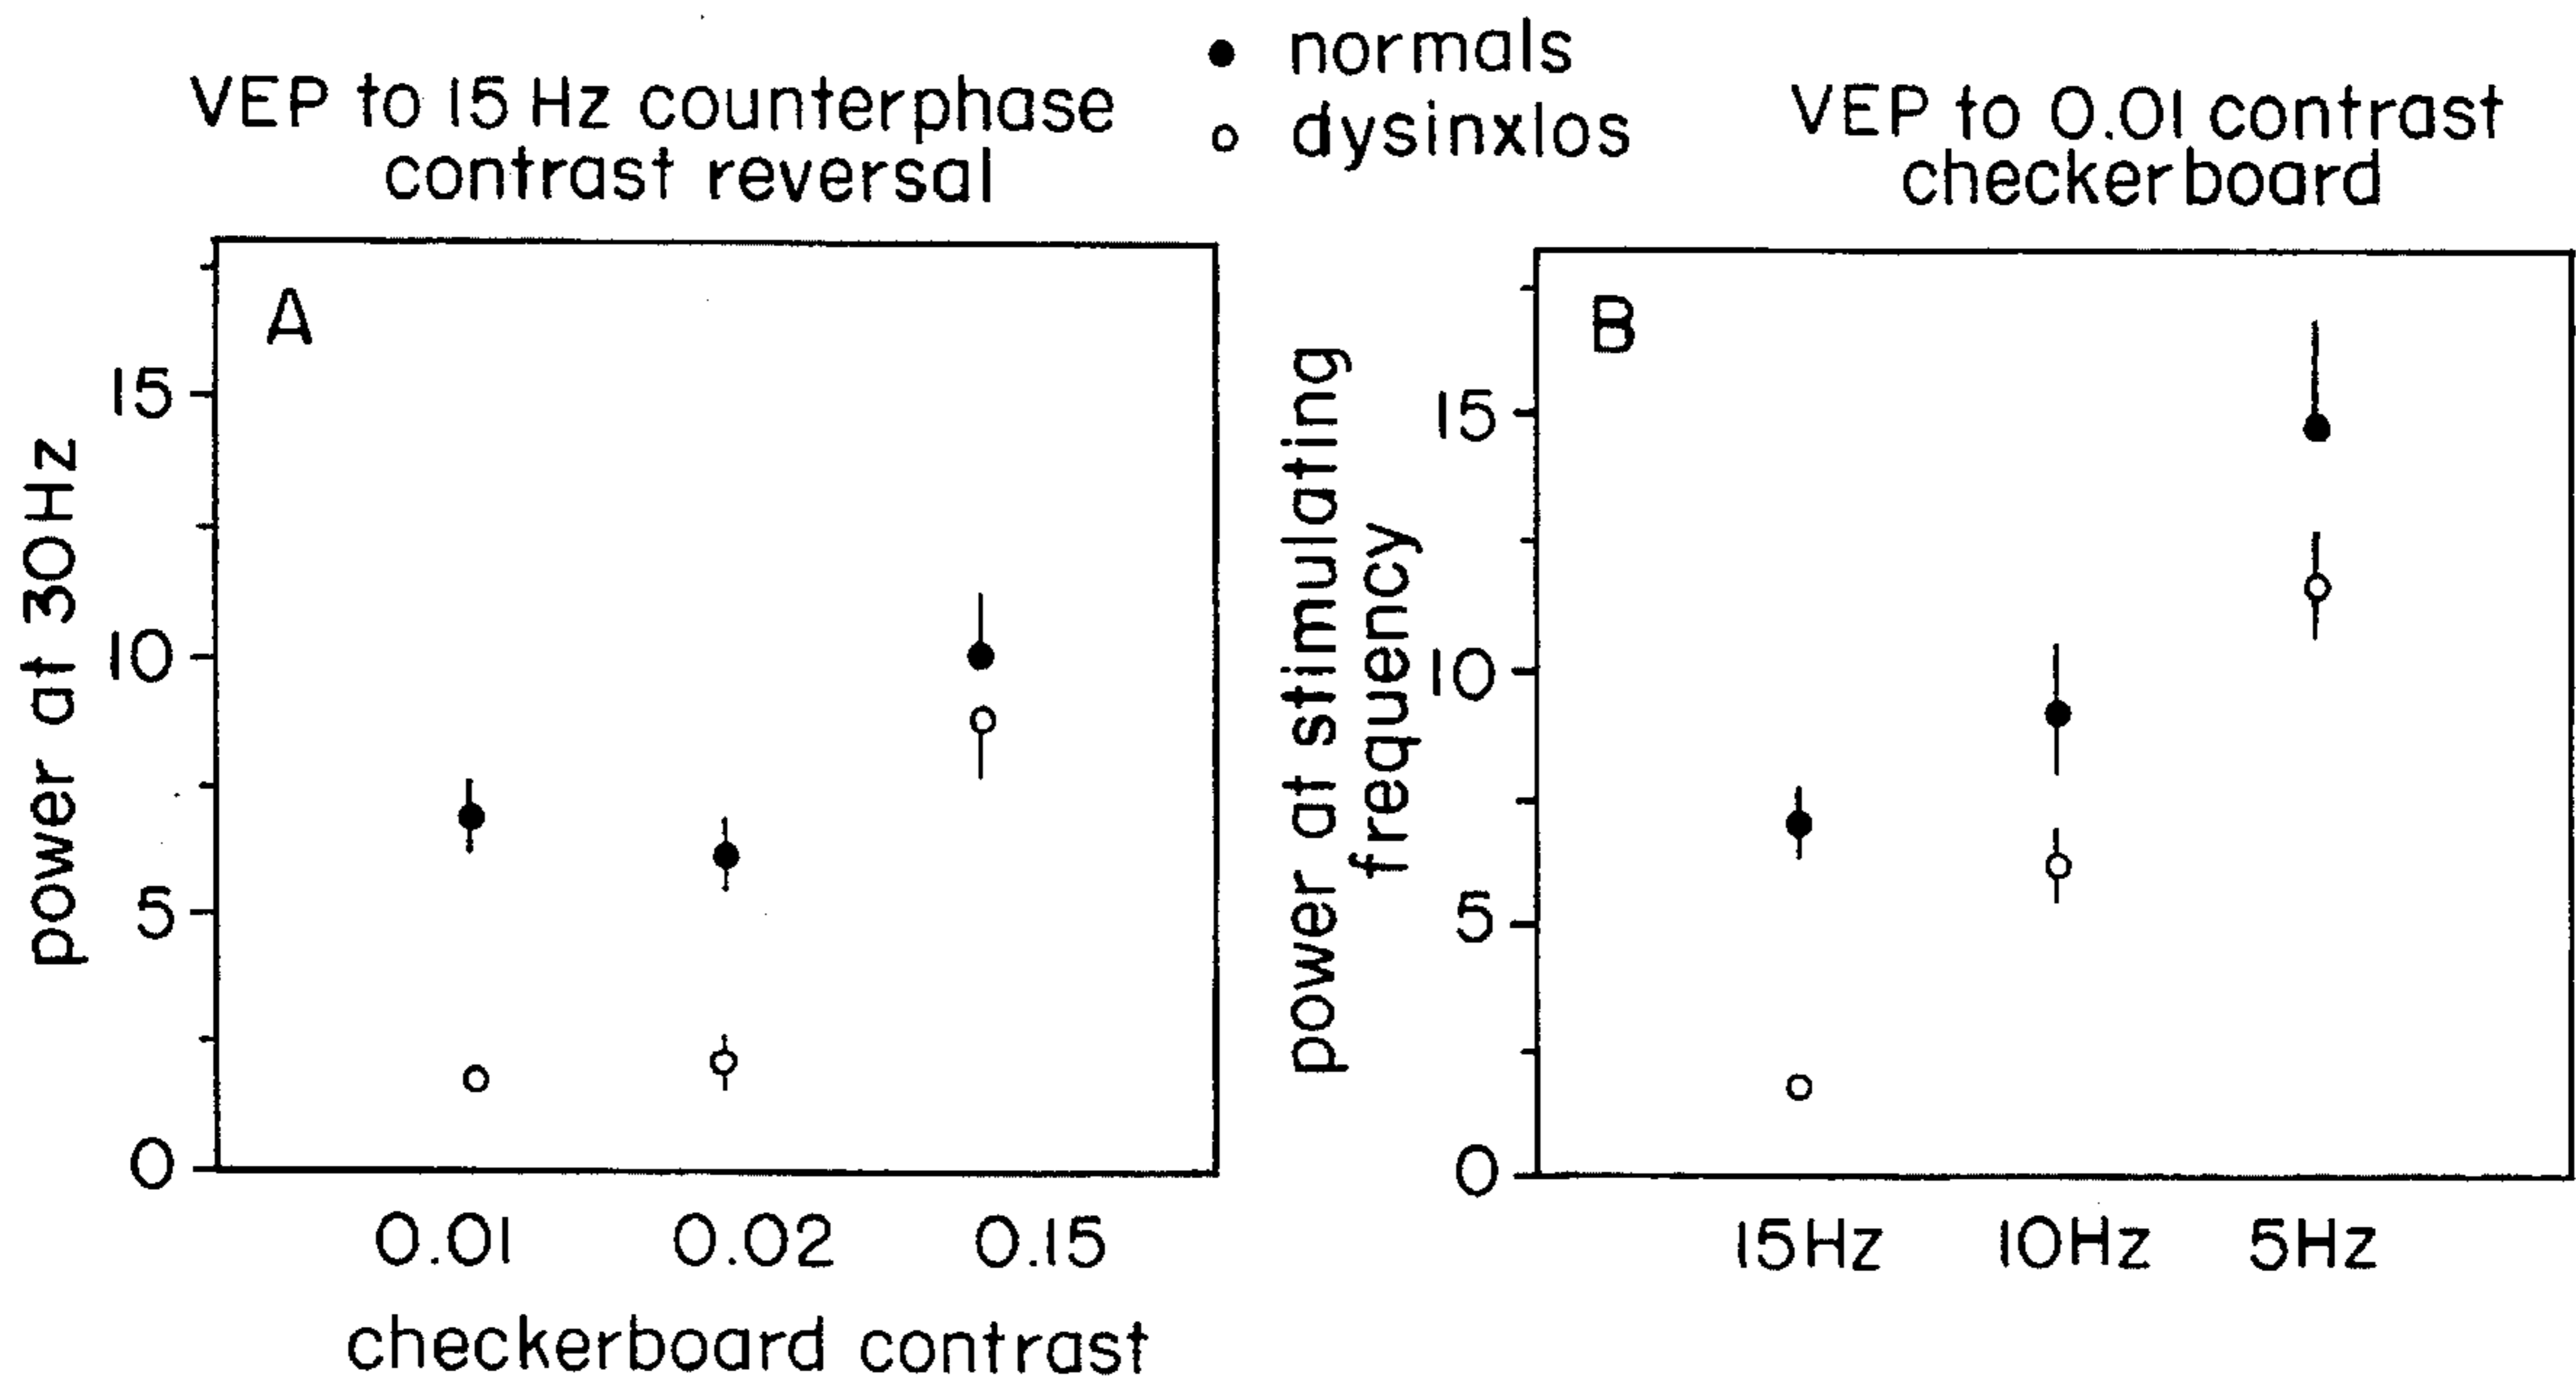 VEP to 15 Hz counterphase
contrast reversal
● normals
○ dysinxlos
VEP to 0.01 contrast
checkerboard
A
power at 30Hz
15
10
5
0
0.01 0.02 0.15
checkerboard contrast
B
power at stimulating
frequency
15
10
5
0
15Hz 10Hz 5Hz